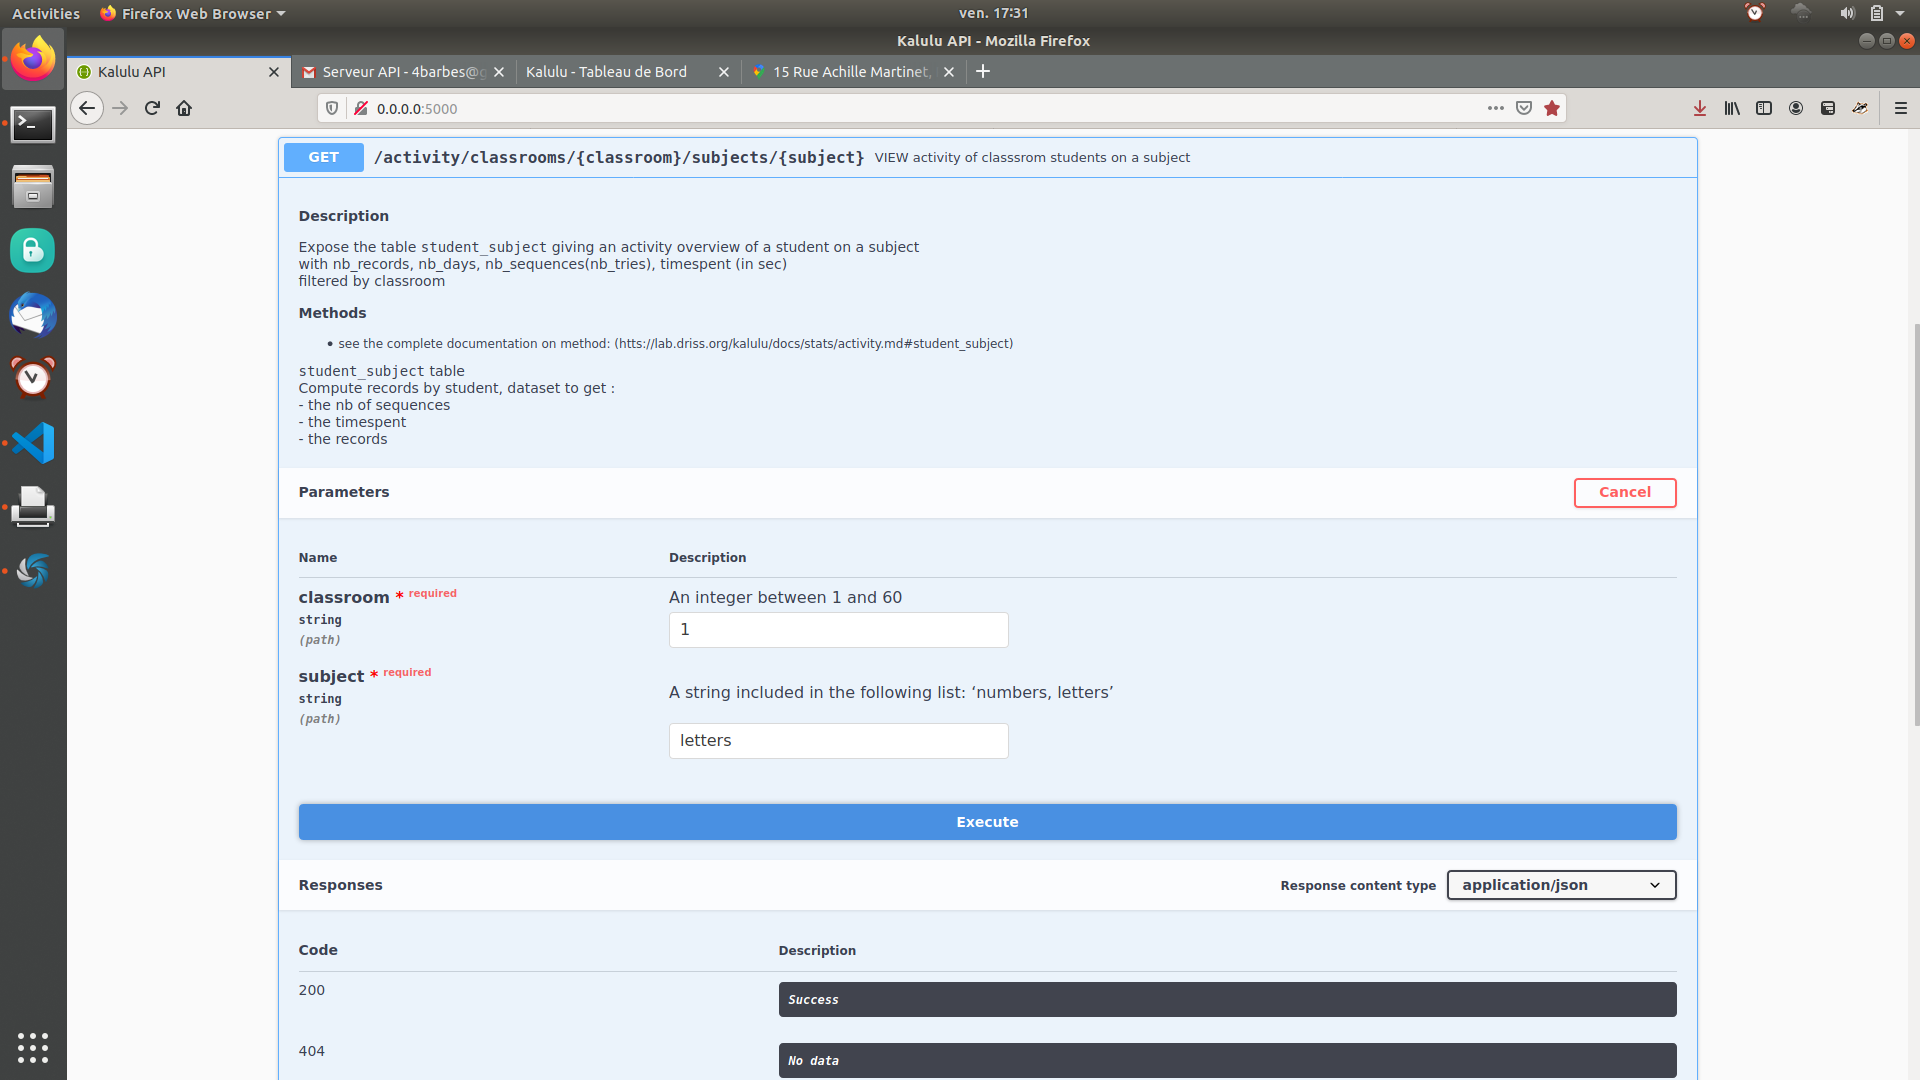 Activities
Firefox Web Browser
ven. 17:31
Kalulu API - Mozilla Firefox
Kalulu API
Serveur API - 4barbes@g
Kalulu - Tableau de Bord
15 Rue Achille Martinet,
0.0.0.0:5000
GET /activity/classrooms/{classroom}/subjects/{subject} VIEW activity of classsrom students on a subject
Description
Expose the table student_subject giving an activity overview of a student on a subject
with nb_records, nb_days, nb_sequences(nb_tries), timespent (in sec)
filtered by classroom
Methods
• see the complete documentation on method: (htts://lab.driss.org/kalulu/docs/stats/activity.md#student_subject)
student_subject table
Compute records by student, dataset to get :
- the nb of sequences
- the timespent
- the records
Parameters
Cancel
Name Description
classroom * required
string
(path)
An integer between 1 and 60
1
subject * required
string
(path)
A string included in the following list: ‘numbers, letters’
letters
Execute
Responses
Response content type application/json
Code Description
200 Success
404 No data